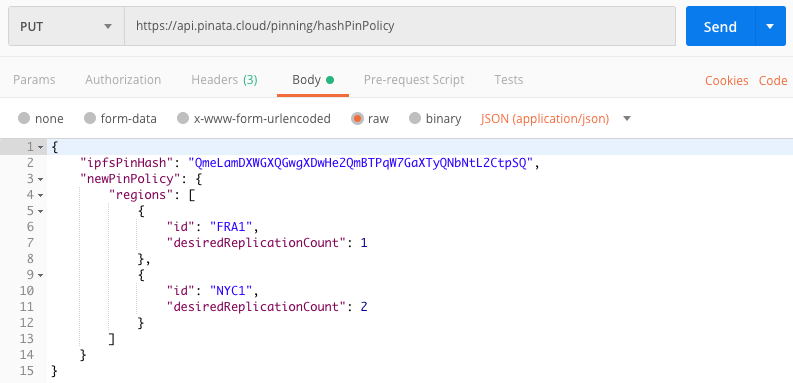 PUT https://api.pinata.cloud/pinning/hashPinPolicy Send
Params Authorization Headers (3) Body Pre-request Script Tests Cookies Code
none form-data x-www-form-urlencoded raw binary JSON (application/json)
1 {
2 "ipfsPinHash": "QmeLamDXWGXQGwgXDwHe2QmBTPqW7GaXTyQNbNtL2CtpSQ",
3 "newPinPolicy": {
4 "regions": [
5 {
6 "id": "FRA1",
7 "desiredReplicationCount": 1
8 },
9 {
10 "id": "NYC1",
11 "desiredReplicationCount": 2
12 }
13 ]
14 }
15 }